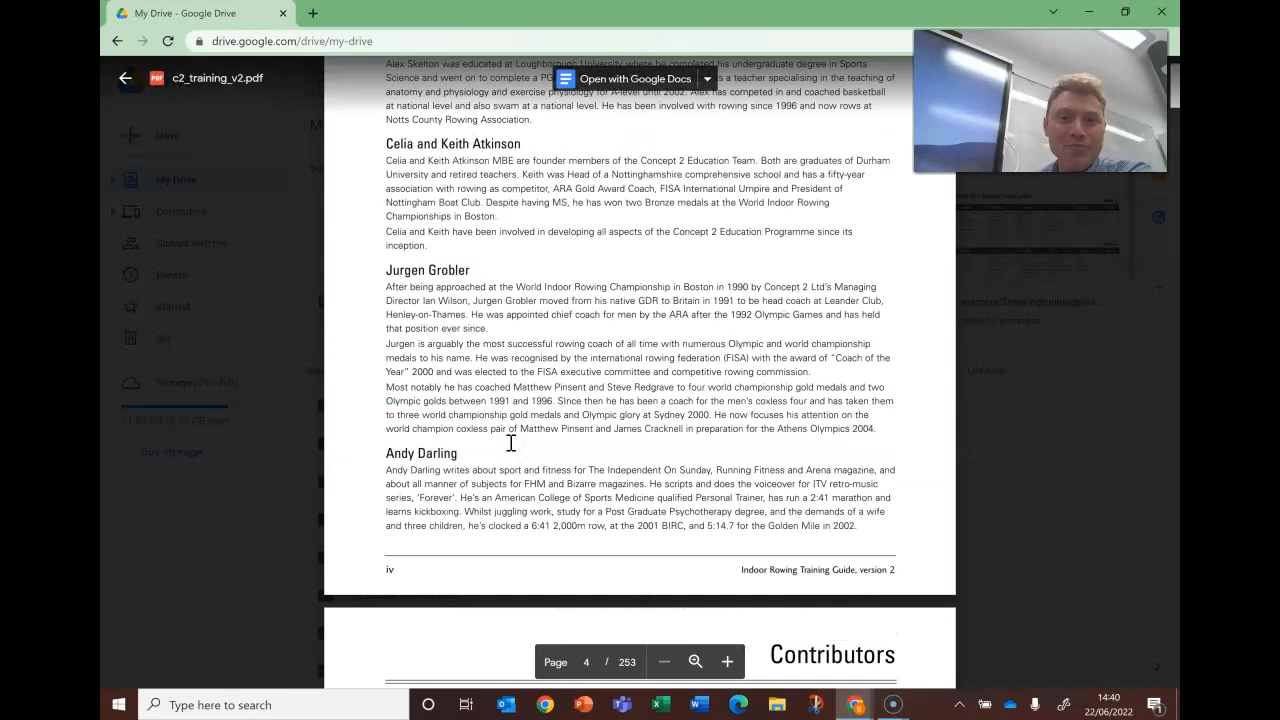 My Drive - Google Drive
drive.google.com/drive/my-drive
PDF c2_training_v2.pdf
Open with Google Docs
Alex Skelton was educated at Loughborough University where he completed his undergraduate degree in Sports
Science and went on to complete a PG s a teacher specialising in the teaching of
anatomy and physiology and exercise physiology for A-level until 2002. Alex has competed in and coached basketball
at national level and also swam at a national level. He has been involved with rowing since 1996 and now rows at
Notts County Rowing Association.
Celia and Keith Atkinson
Celia and Keith Atkinson MBE are founder members of the Concept 2 Education Team. Both are graduates of Durham
University and retired teachers. Keith was Head of a Nottinghamshire comprehensive school and has a fifty-year
association with rowing as competitor, ARA Gold Award Coach, FISA International Umpire and President of
Nottingham Boat Club. Despite having MS, he has won two Bronze medals at the World Indoor Rowing
Championships in Boston.
Celia and Keith have been involved in developing all aspects of the Concept 2 Education Programme since its
inception.
Jurgen Grobler
After being approached at the World Indoor Rowing Championship in Boston in 1990 by Concept 2 Ltd's Managing
Director Ian Wilson, Jurgen Grobler moved from his native GDR to Britain in 1991 to be head coach at Leander Club,
Henley-on-Thames. He was appointed chief coach for men by the ARA after the 1992 Olympic Games and has held
that position ever since.
Jurgen is arguably the most successful rowing coach of all time with numerous Olympic and world championship
medals to his name. He was recognised by the international rowing federation (FISA) with the award of "Coach of the
Year" 2000 and was elected to the FISA executive committee and competitive rowing commission.
Most notably he has coached Matthew Pinsent and Steve Redgrave to four world championship gold medals and two
Olympic golds between 1991 and 1996. Since then he has been a coach for the men's coxless four and has taken them
to three world championship gold medals and Olympic glory at Sydney 2000. He now focuses his attention on the
world champion coxless pair of Matthew Pinsent and James Cracknell in preparation for the Athens Olympics 2004.
Andy Darling
Andy Darling writes about sport and fitness for The Independent On Sunday, Running Fitness and Arena magazine, and
about all manner of subjects for FHM and Bizarre magazines. He scripts and does the voiceover for ITV retro-music
series, 'Forever'. He's an American College of Sports Medicine qualified Personal Trainer, has run a 2:41 marathon and
learns kickboxing. Whilst juggling work, study for a Post Graduate Psychotherapy degree, and the demands of a wife
and three children, he's clocked a 6:41 2,000m row, at the 2001 BIRC, and 5:14.7 for the Golden Mile in 2002.
iv Indoor Rowing Training Guide, version 2
Contributors
Page 4 / 253
New
My Drive
Computers
Shared with me
Recent
Starred
Bin
Buy storage
Type here to search
14:40
22/06/2022